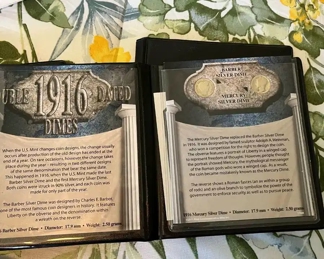 UBLE 1916 DATED
DIMES
When the U.S. Mint changes coin designs, the change usually
occurs after production of the old design has ended at the
end of a year. On rare occasions, however the change takes
place during the year - resulting in two different designs
of the same denomination that bear the same date.
This happened in 1916, when the U.S. Mint made the last
Barber Silver Dime and the first Mercury Silver Dime.
Both coins were struck in 90% silver, and each coin was
made for only part of the year.
The Barber Silver Dime was designed by Charles E. Barber,
one of the most famous coin designers in history. It features
Liberty on the obverse and the denomination within
a wreath on the reverse.
Barber Silver Dime • Diameter: 17.9 mm • Weight: 2.50 grams
BARBER
SILVER DIME
MERCURY
SILVER DIME
The Mercury Silver Dime replaced the Barber Silver Dime
in 1916. It was designed by famed sculptor Adolph A. Weinman,
who won a competition for the right to design the coin.
The obverse features a portrait of Liberty with a winged cap
to represent freedom of thought. However, people thought
the portrait showed Mercury, the mythological messenger
of the Roman gods who wore a winged hat, and the coin
became mistakenly known as the Mercury Dime.
The reverse shows a Roman fasces (an ax within a group
of rods) and an olive branch to symbolize the power of the
government to enforce security as well as to pursue peace.
1916 Mercury Silver Dime • Diameter: 17.9 mm • Weight: 2.50 grams